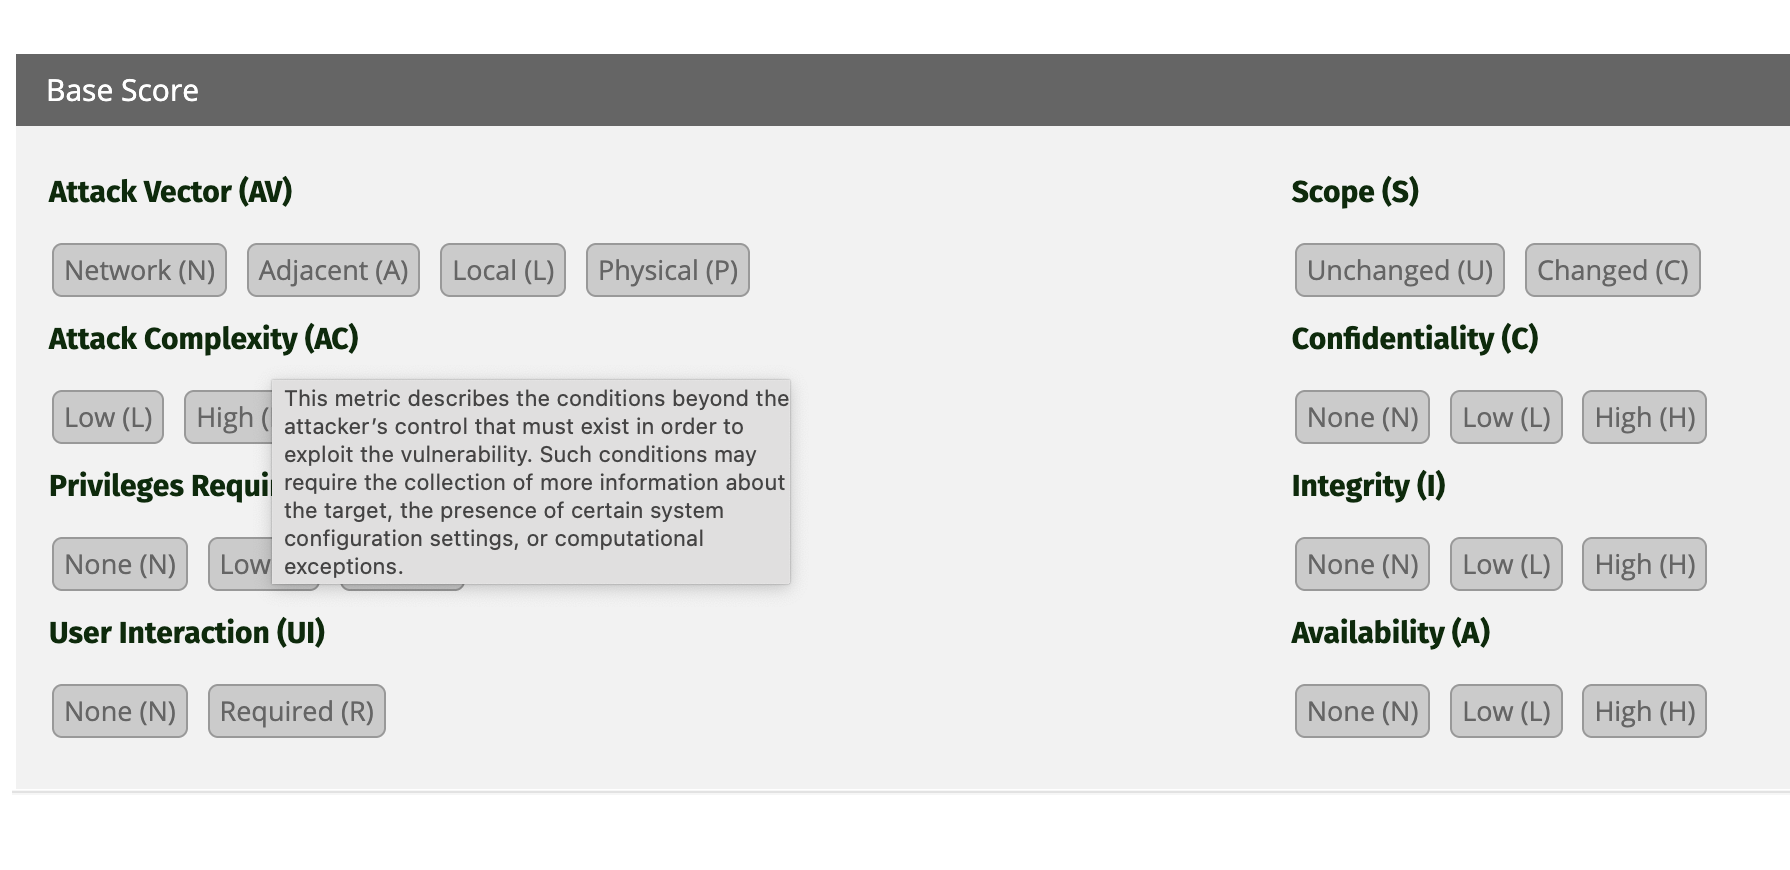 Base Score
Attack Vector (AV)
Network (N) Adjacent (A) Local (L) Physical (P)
Attack Complexity (AC)
Low (L) High (
This metric describes the conditions beyond the
attacker's control that must exist in order to
exploit the vulnerability. Such conditions may
require the collection of more information about
the target, the presence of certain system
configuration settings, or computational
exceptions.
Privileges Requi
None (N) Low
User Interaction (UI)
None (N) Required (R)
Scope (S)
Unchanged (U) Changed (C)
Confidentiality (C)
None (N) Low (L) High (H)
Integrity (I)
None (N) Low (L) High (H)
Availability (A)
None (N) Low (L) High (H)